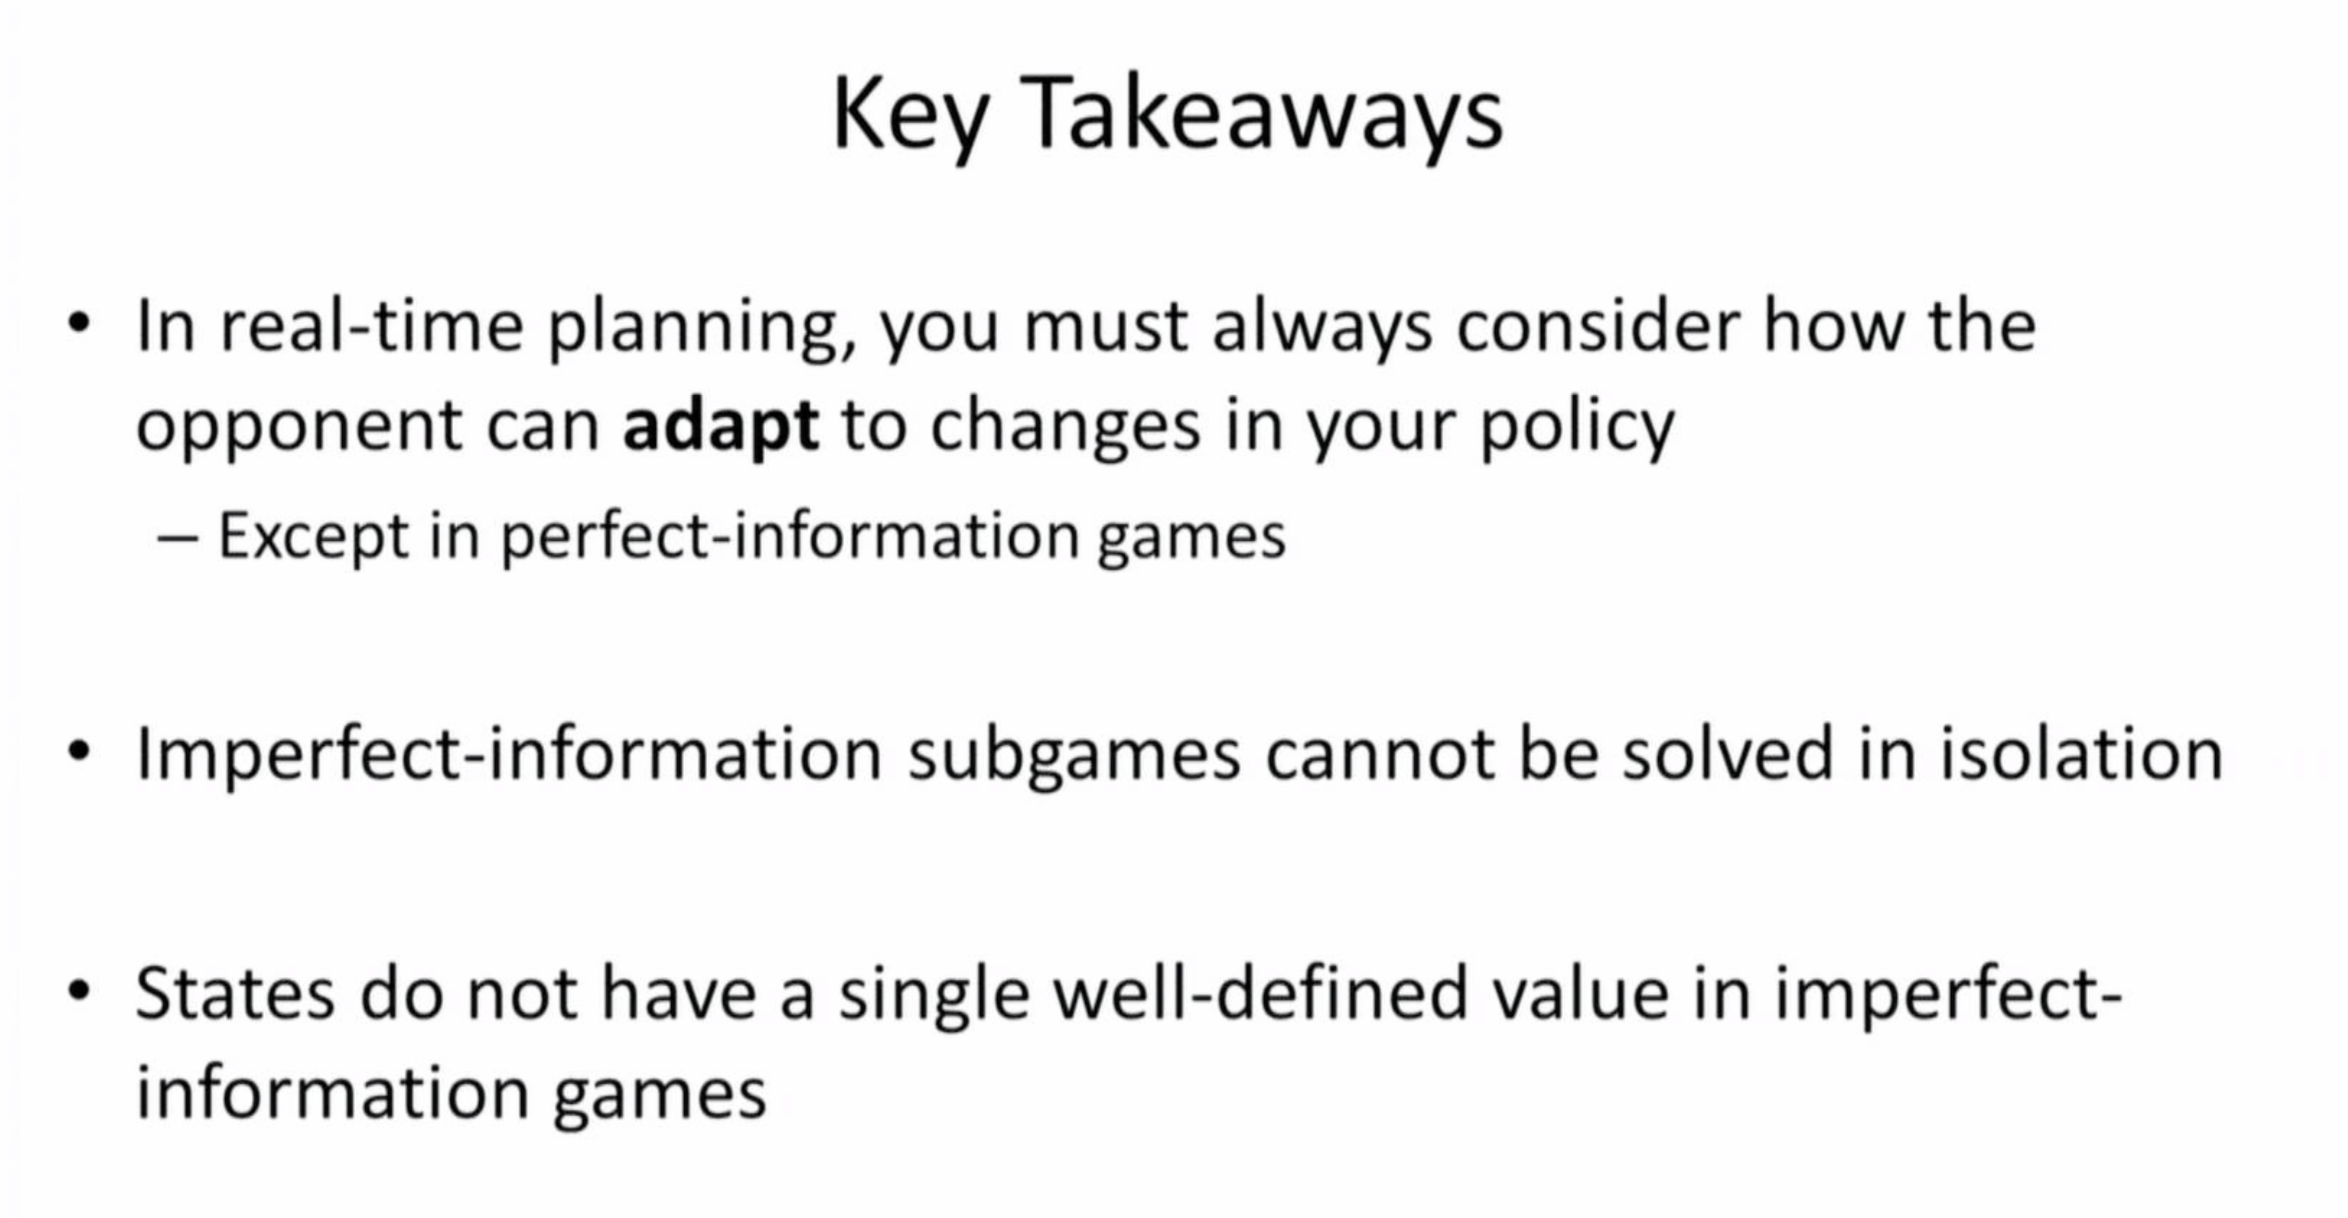 Key Takeaways
• In real-time planning, you must always consider how the
opponent can adapt to changes in your policy
– Except in perfect-information games
• Imperfect-information subgames cannot be solved in isolation
• States do not have a single well-defined value in imperfect-
information games